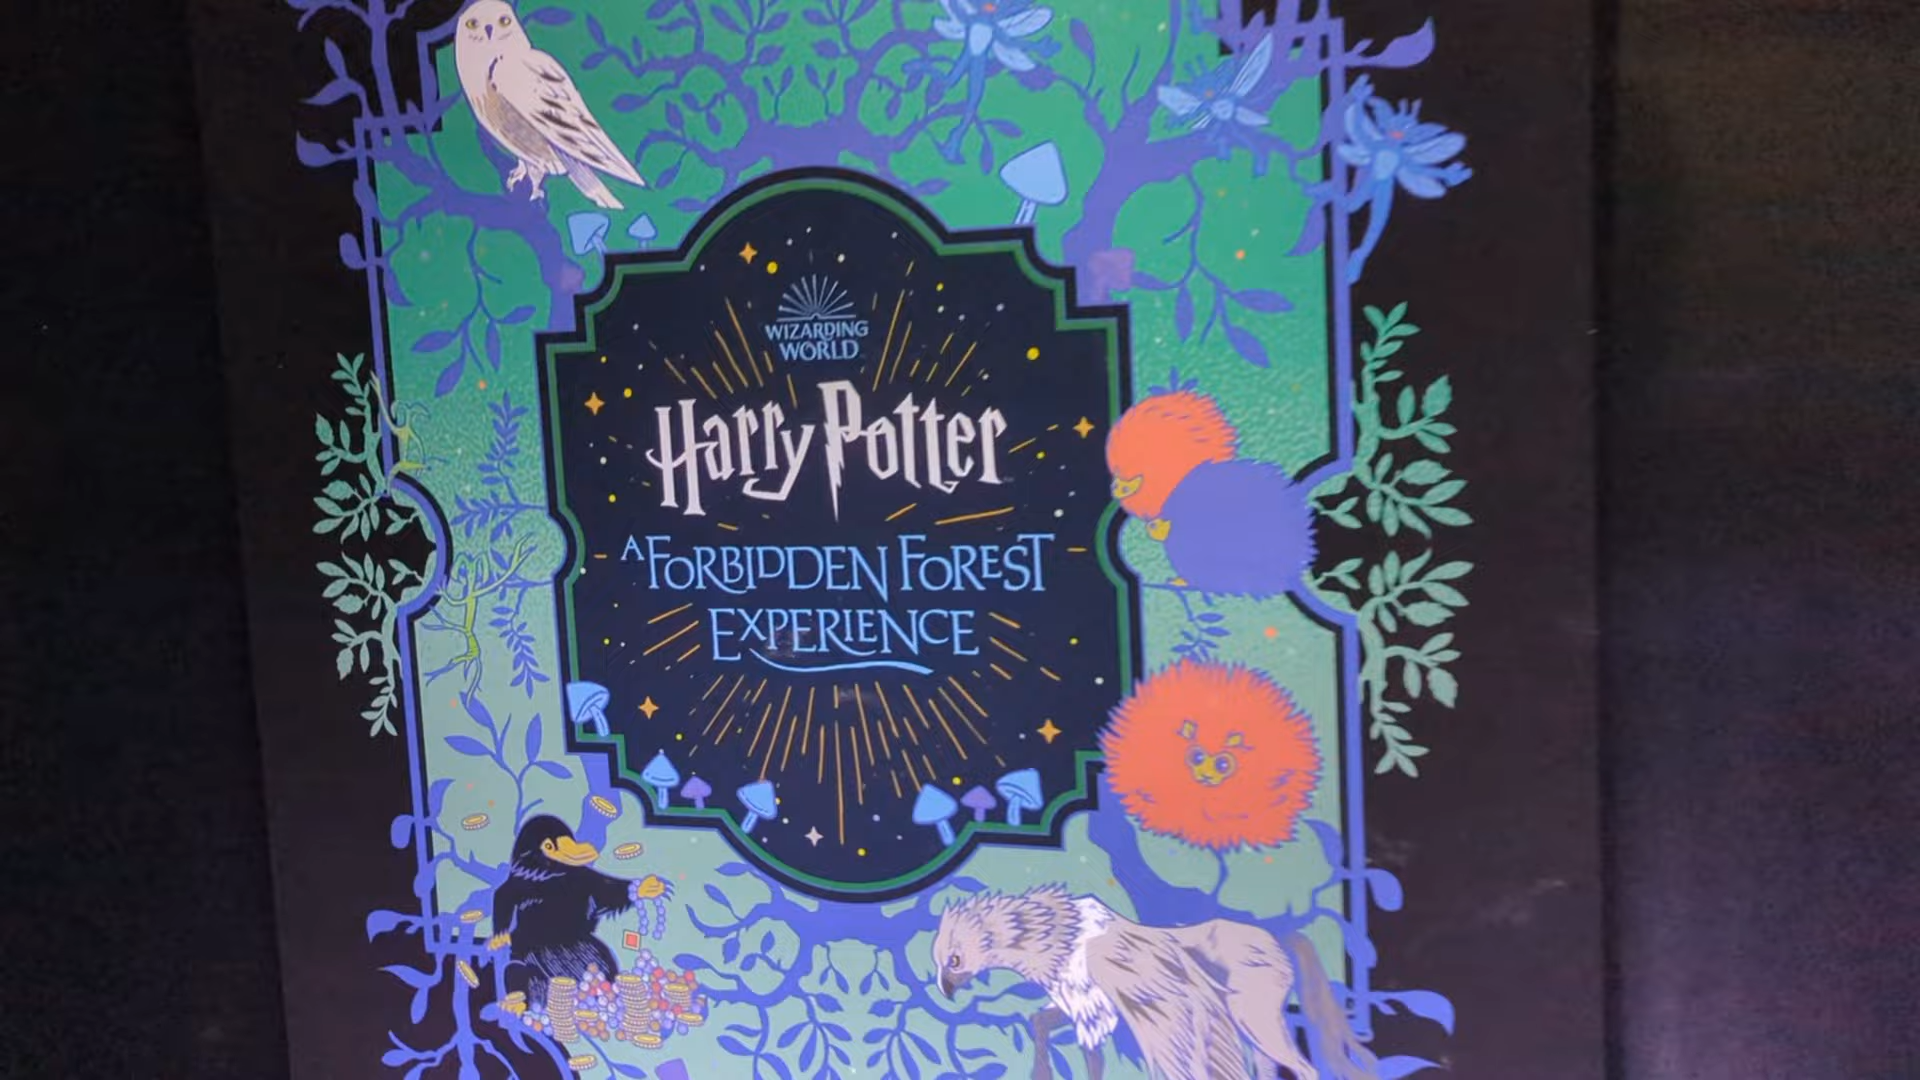 WIZARDING
WORLD
Harry Potter
A FORBIDDEN FOREST
EXPERIENCE